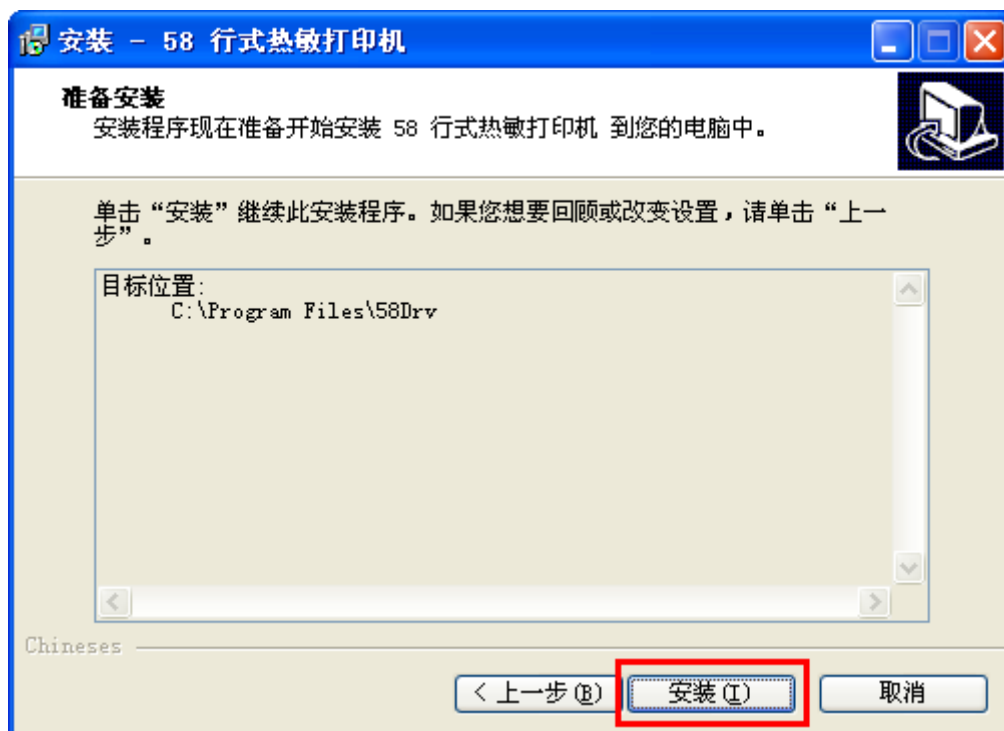 安装 - 58 行式热敏打印机
准备安装
安装程序现在准备开始安装 58 行式热敏打印机 到您的电脑中。
单击“安装”继续此安装程序。如果您想要回顾或改变设置，请单击“上一
步”。
目标位置:
C:\Program Files\58Drv
Chineses
< 上一步(B) 安装(I) 取消